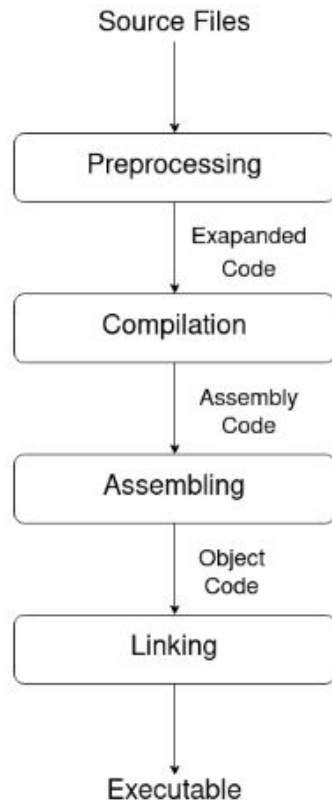 Source Files
Preprocessing
Exapanded
Code
Compilation
Assembly
Code
Assembling
Object
Code
Linking
Executable